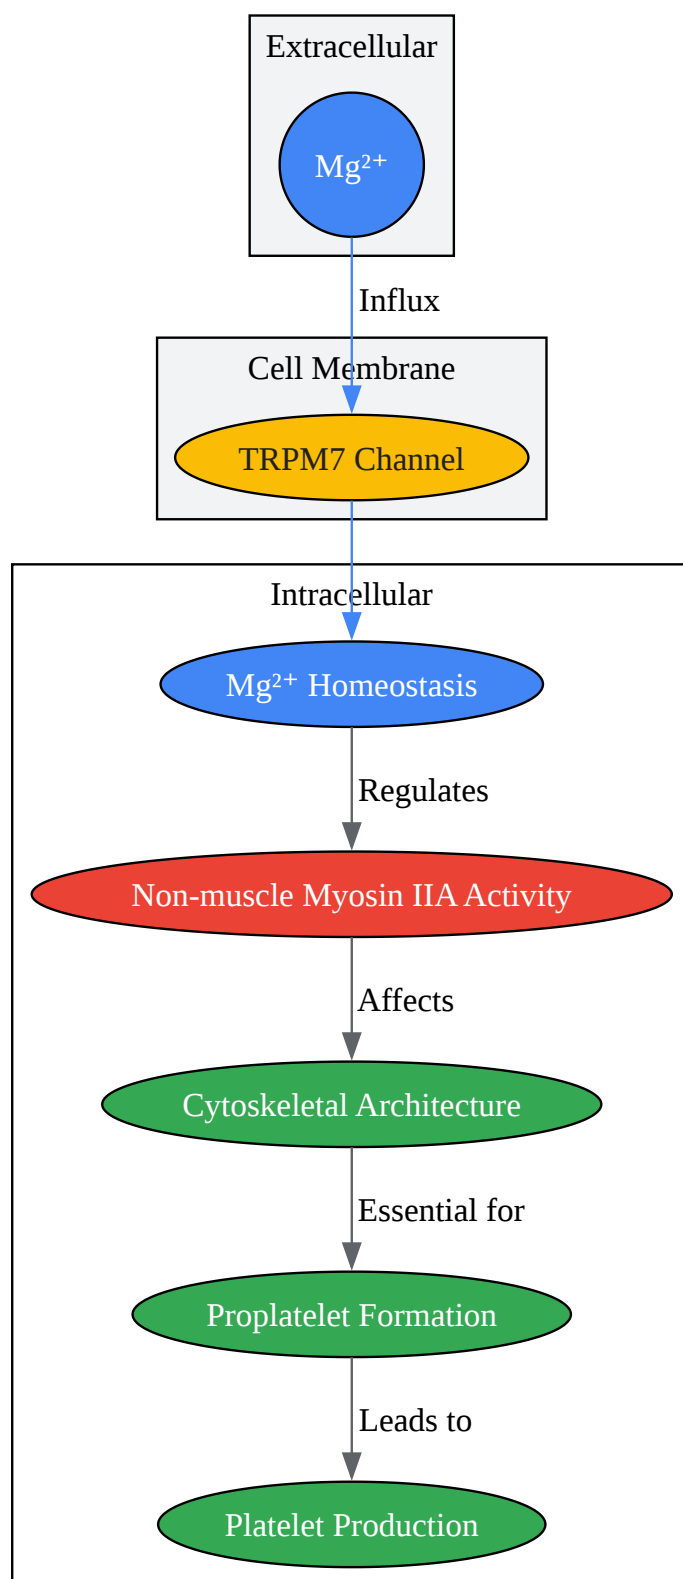 Extracellular
Mg²⁺
Influx
Cell Membrane
TRPM7 Channel
Intracellular
Mg²⁺ Homeostasis
Regulates
Non-muscle Myosin IIA Activity
Affects
Cytoskeletal Architecture
Essential for
Proplatelet Formation
Leads to
Platelet Production